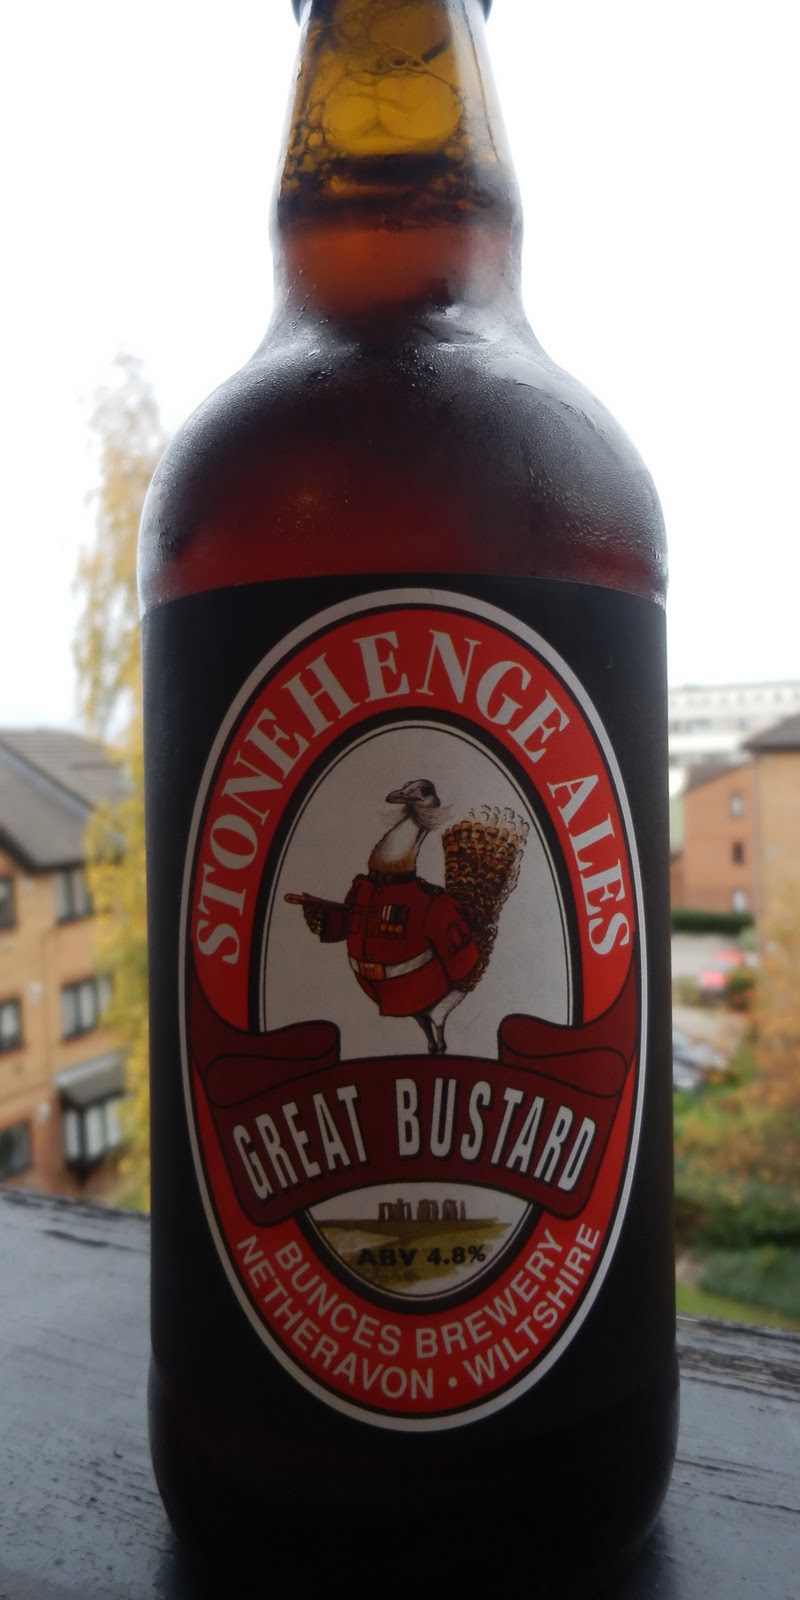 STONEHENGE ALES
GREAT BUSTARD
ABV 4.8%
BUNCES BREWERY
NETHERAVON • WILTSHIRE